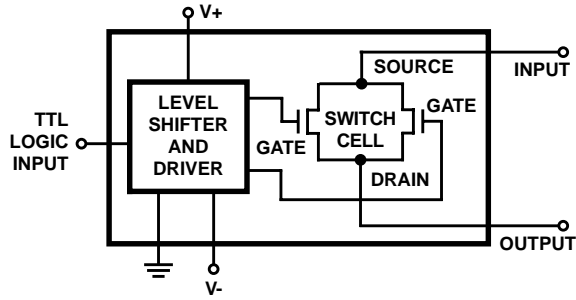 V+
SOURCE
INPUT
LEVEL
SHIFTER
AND
DRIVER
TTL
LOGIC
INPUT
GATE
SWITCH
CELL
GATE
DRAIN
OUTPUT
V-